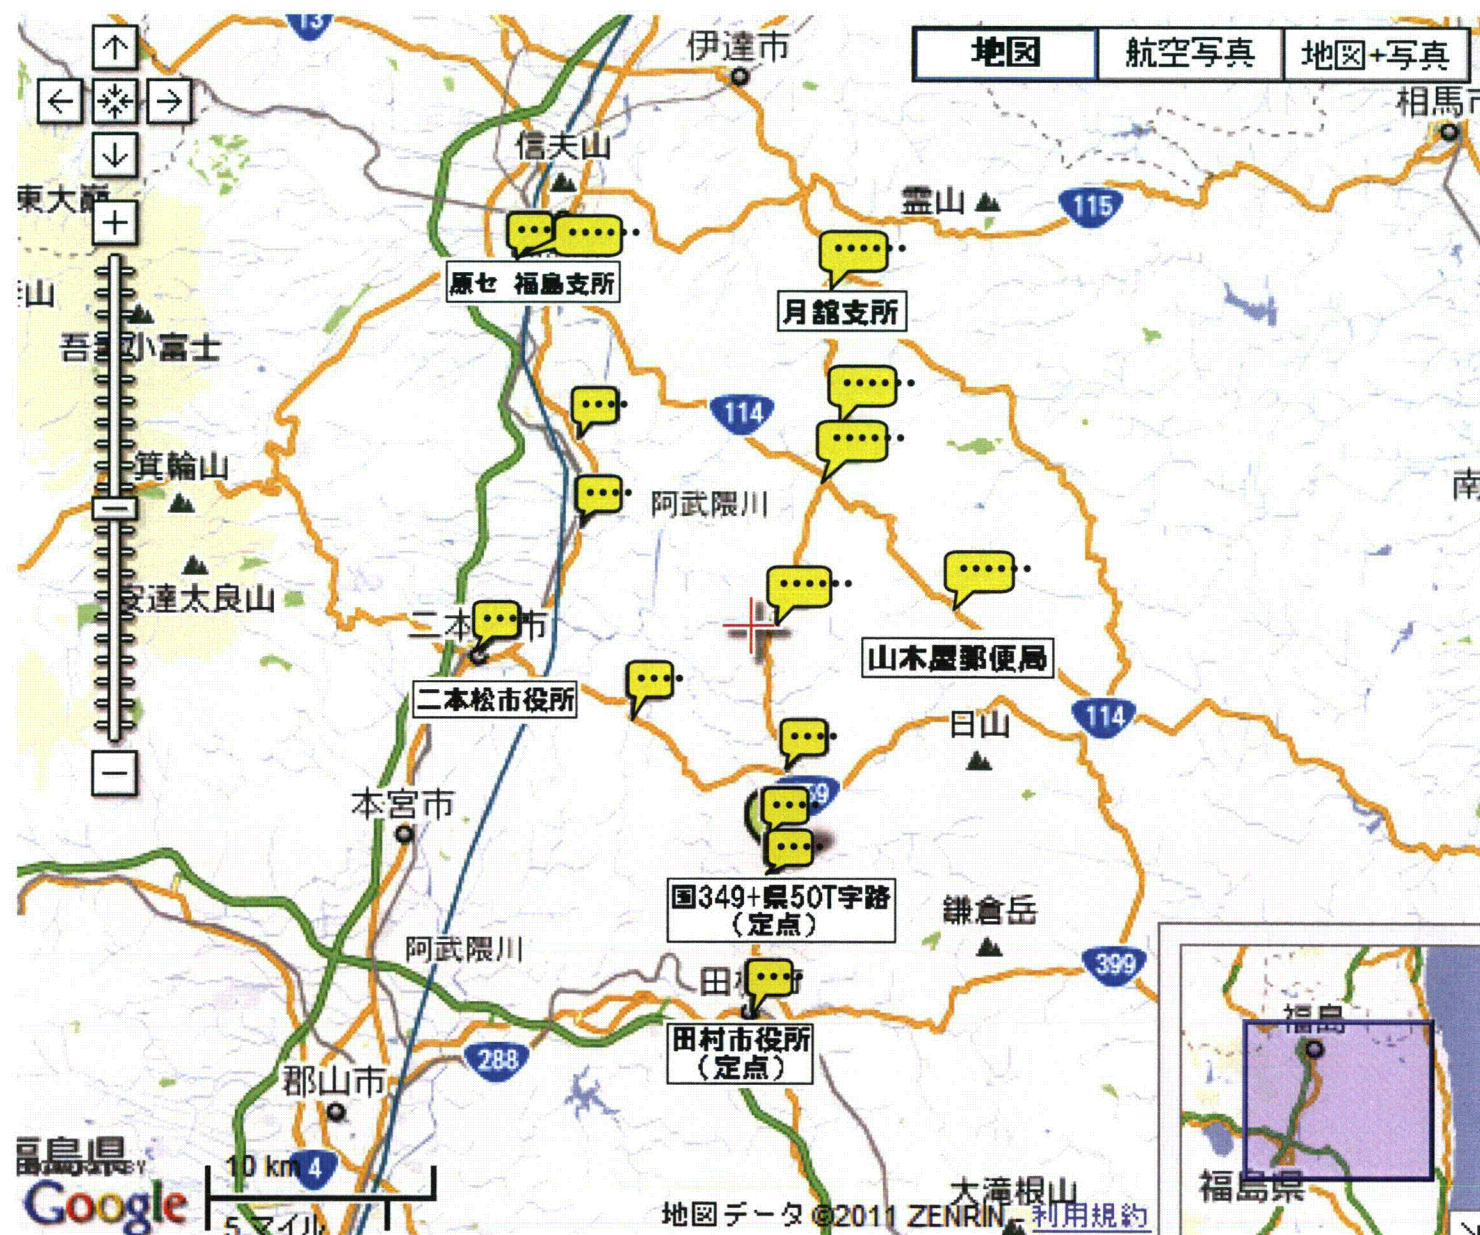 13
伊達市
地図
航空写真
地図+写真
相馬市
信夫山
東大巓
霊山
115
原セ 福島支所
月舘支所
山
吾妻小富士
114
箕輪山
阿武隈川
南
安達太良山
二本 市
山木屋郵便局
二本松市役所
日山
114
本宮市
国349+県50T字路
(定点)
鎌倉岳
阿武隈川
399
田村市役所
(定点)
288
郡山市
福島
福島県
10 km
4
Google
5 マイル
大滝根山
福島県
地図データ ©2011 ZENRIN -
利用規約